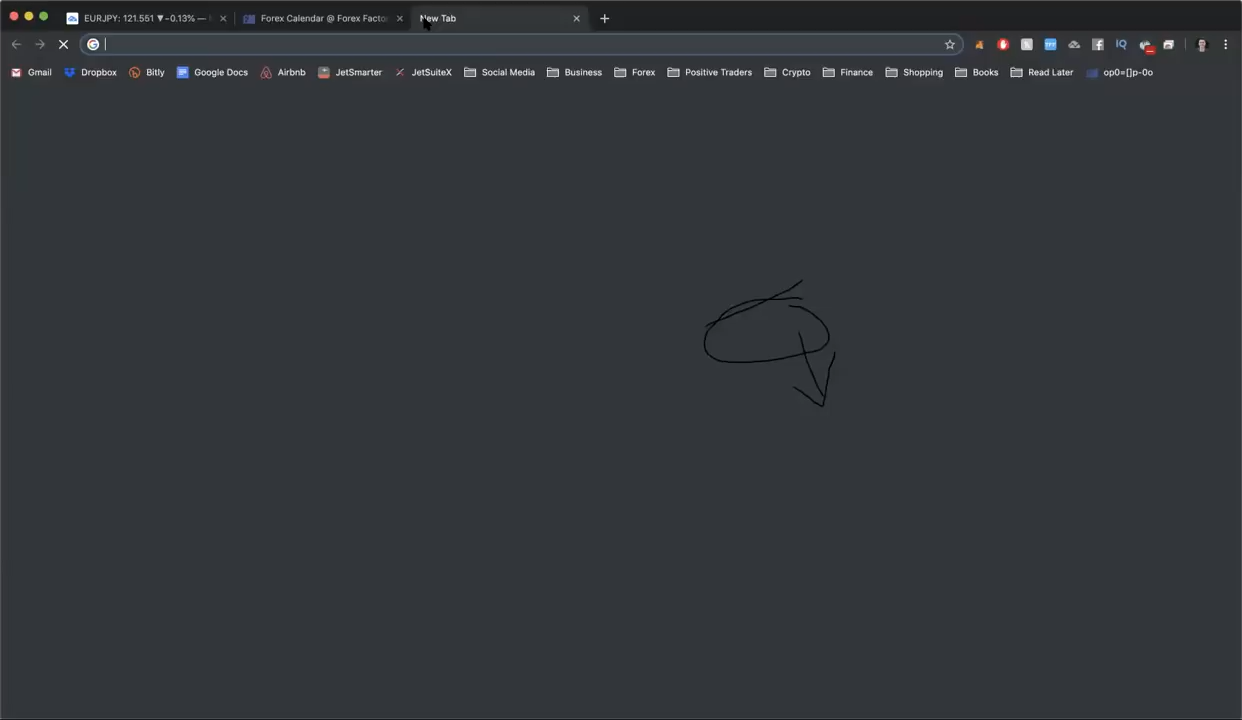 EURJPY: 121.551 ▼−0.13% —
Forex Calendar @ Forex Facto
New Tab
Gmail Dropbox Bitly Google Docs Airbnb JetSmarter JetSuiteX Social Media Business Forex Positive Traders Crypto Finance Shopping Books Read Later op0=[]p-0o